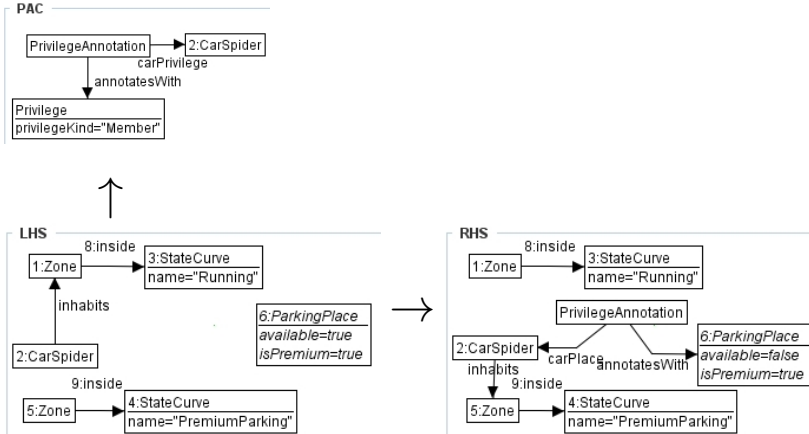 PAC
PrivilegeAnnotation
2:CarSpider
carPrivilege
annotatesWith
Privilege
privilegeKind="Member"
LHS
8:inside
1:Zone
3:StateCurve
name="Running"
inhabits
6:ParkingPlace
available=true
isPremium=true
2:CarSpider
9:inside
5:Zone
4:StateCurve
name="PremiumParking"
RHS
8:inside
1:Zone
3:StateCurve
name="Running"
PrivilegeAnnotation
6:ParkingPlace
available=false
isPremium=true
2:CarSpider
carPlace
annotatesWith
inhabits
9:inside
5:Zone
4:StateCurve
name="PremiumParking"